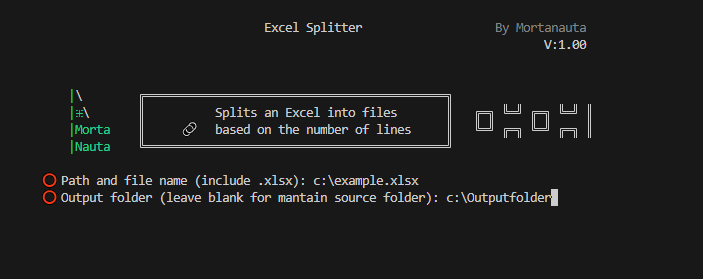 Excel Splitter
By Mortanauta
V:1.00
Splits an Excel into files
based on the number of lines
Morta
Nauta
Path and file name (include .xlsx): c:\example.xlsx
Output folder (leave blank for mantain source folder): c:\Outputfolder